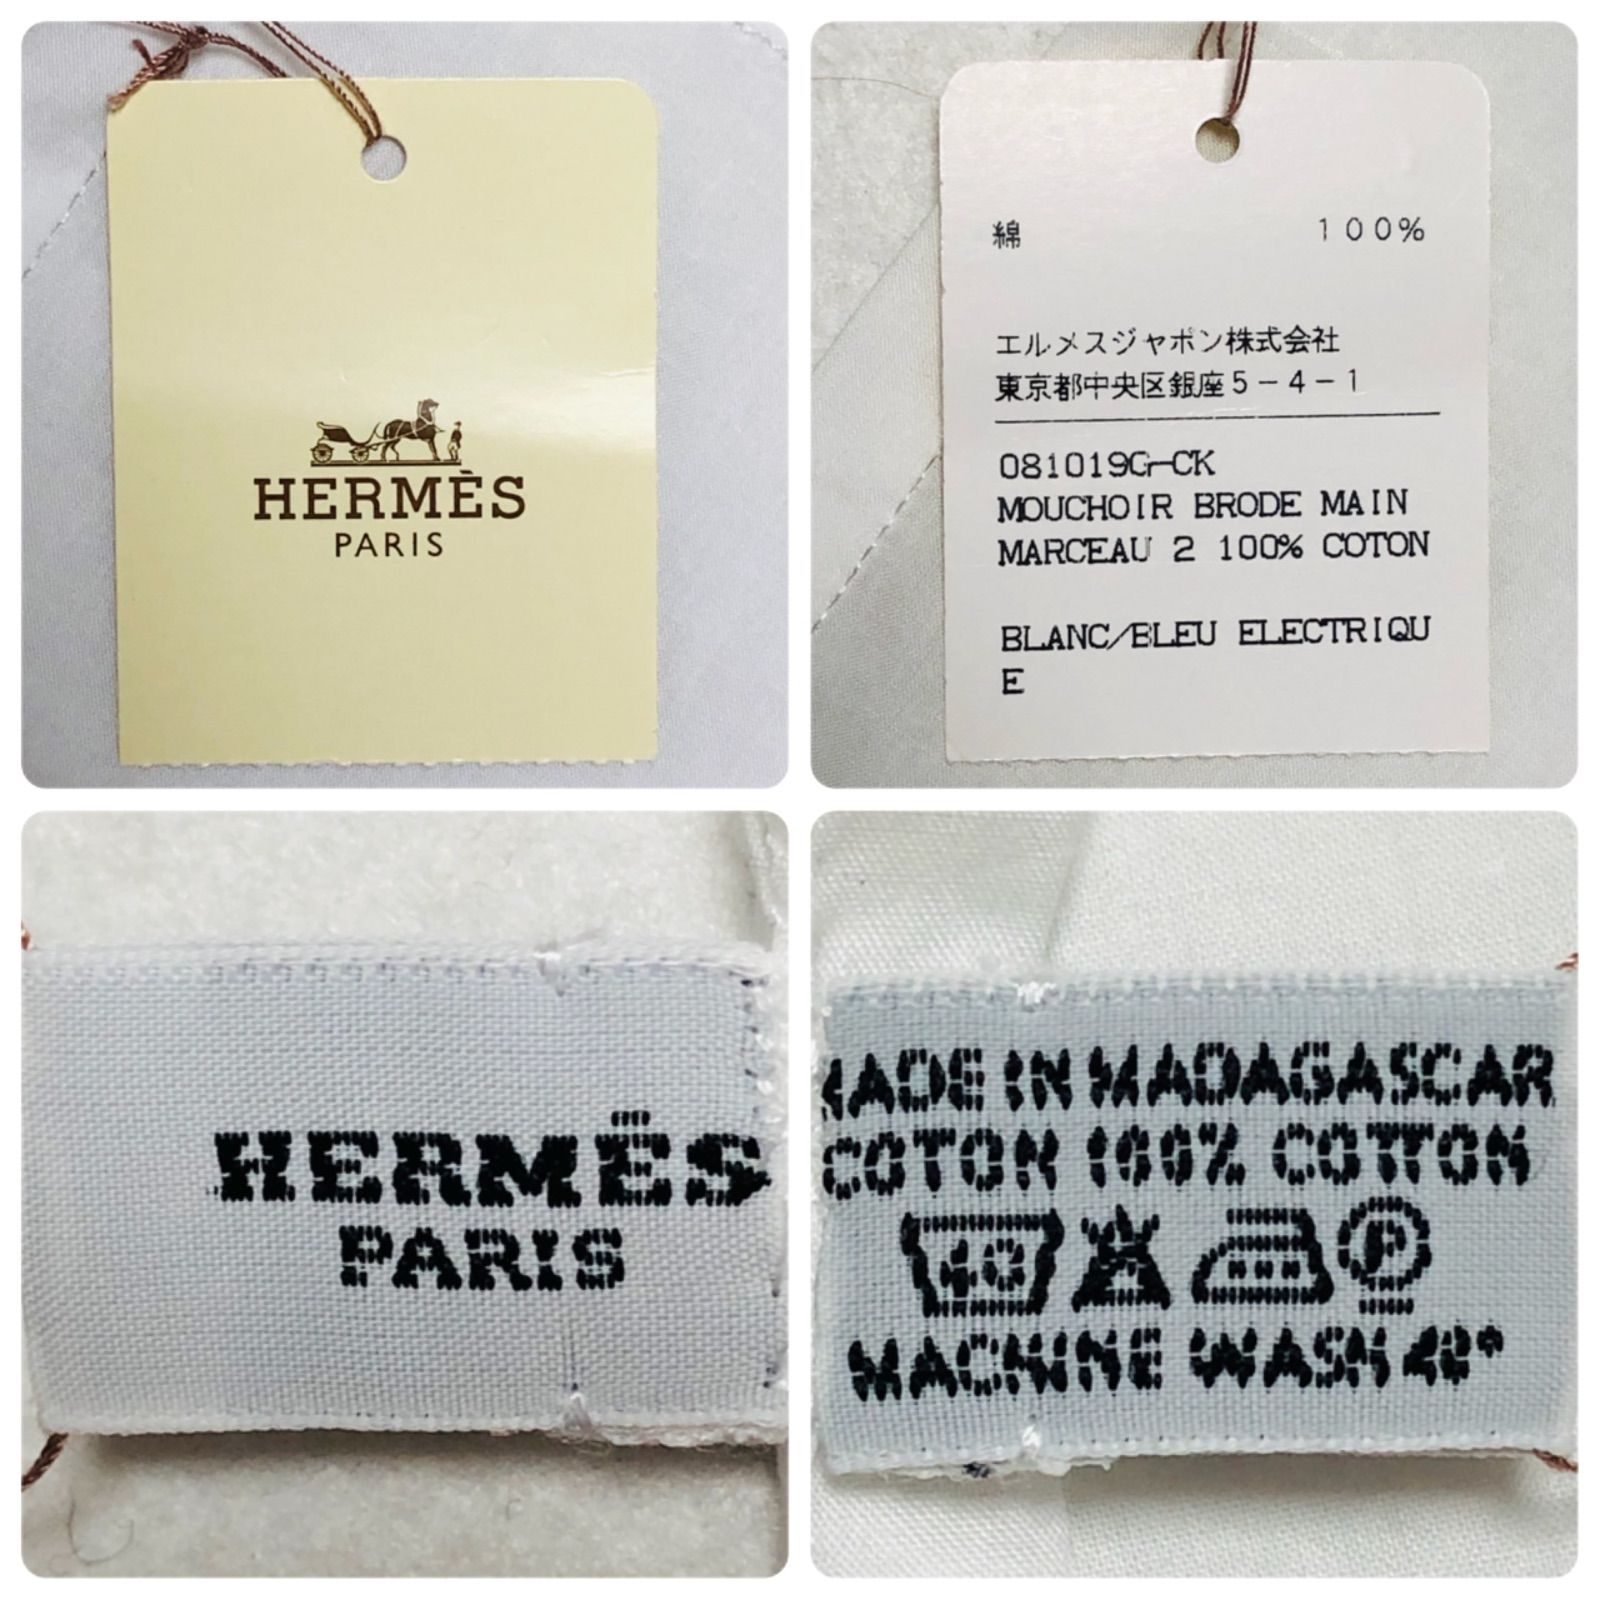 HERMÈS
PARIS
綿 100%
エルメスジャポン株式会社
東京都中央区銀座5-4-1
081019G-CK
MOUCHOIR BRODE MAIN
MARCEAU 2 100% COTON
BLANC/BLEU ELECTRIQU
E
HERMÈS
PARIS
MADE IN MADAGASCAR
COTON 100% COTTON
40 P
MACHINE WASH 40°